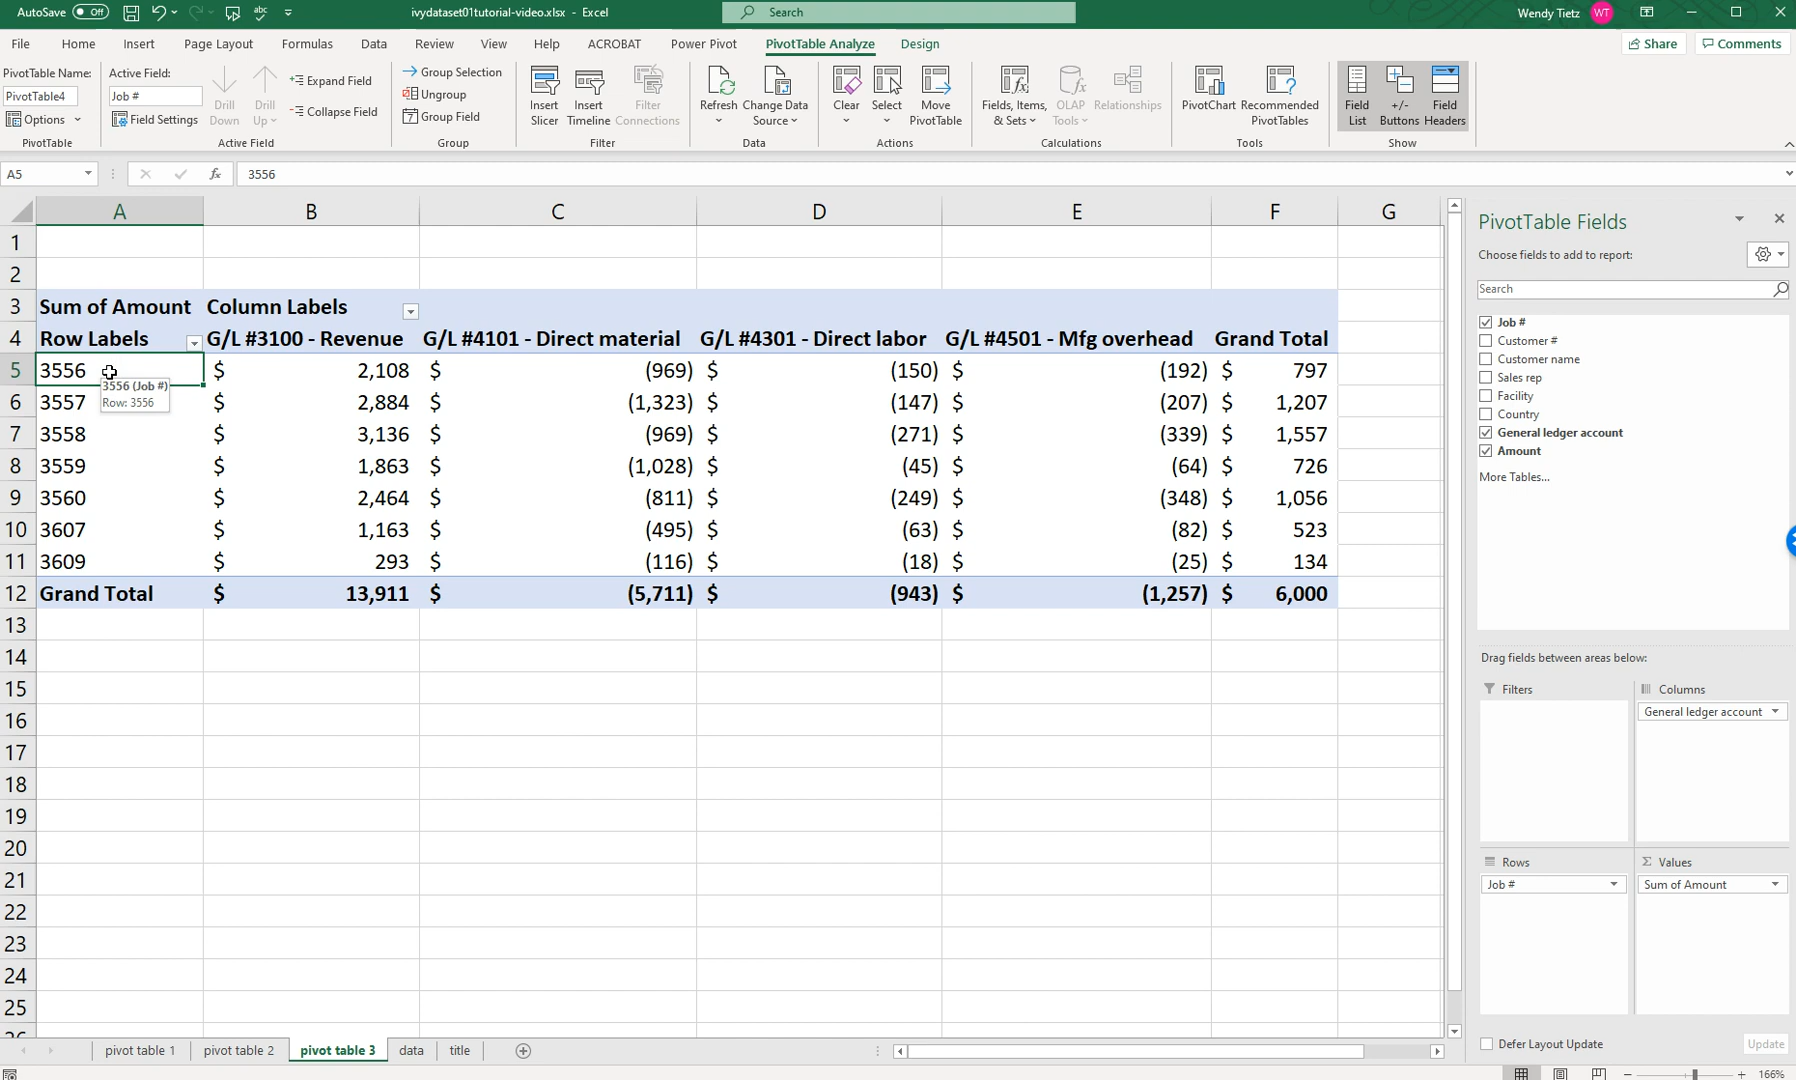 AutoSave Off ivydataset01tutorial-video.xlsx - Excel Search Wendy Tietz WT
File Home Insert Page Layout Formulas Data Review View Help ACROBAT Power Pivot PivotTable Analyze Design Share Comments
PivotTable Name:
PivotTable4
Options
PivotTable
Active Field:
Job #
Field Settings
Drill Down
Drill Up
Expand Field
Collapse Field
Active Field
Group Selection
Ungroup
Group Field
Group
Insert Slicer
Insert Timeline
Filter Connections
Filter
Refresh
Change Data Source
Data
Clear
Select
Move PivotTable
Actions
Fields, Items, & Sets
OLAP Tools
Relationships
Calculations
PivotChart
Recommended PivotTables
Tools
Field List
+/- Buttons
Field Headers
Show
A5 fx 3556
A B C D E F G
1
2
3 Sum of Amount Column Labels
4 Row Labels G/L #3100 - Revenue G/L #4101 - Direct material G/L #4301 - Direct labor G/L #4501 - Mfg overhead Grand Total
5 3556 $ 2,108 $ (969) $ (150) $ (192) $ 797
3556 (Job #)
Row: 3556
6 3557 $ 2,884 $ (1,323) $ (147) $ (207) $ 1,207
7 3558 $ 3,136 $ (969) $ (271) $ (339) $ 1,557
8 3559 $ 1,863 $ (1,028) $ (45) $ (64) $ 726
9 3560 $ 2,464 $ (811) $ (249) $ (348) $ 1,056
10 3607 $ 1,163 $ (495) $ (63) $ (82) $ 523
11 3609 $ 293 $ (116) $ (18) $ (25) $ 134
12 Grand Total $ 13,911 $ (5,711) $ (943) $ (1,257) $ 6,000
13
14
15
16
17
18
19
20
21
22
23
24
25
26
PivotTable Fields
Choose fields to add to report:
Search
Job #
Customer #
Customer name
Sales rep
Facility
Country
General ledger account
Amount
More Tables...
Drag fields between areas below:
Filters
Columns
General ledger account
Rows
Job #
Σ Values
Sum of Amount
Defer Layout Update Update
pivot table 1 pivot table 2 pivot table 3 data title
166%